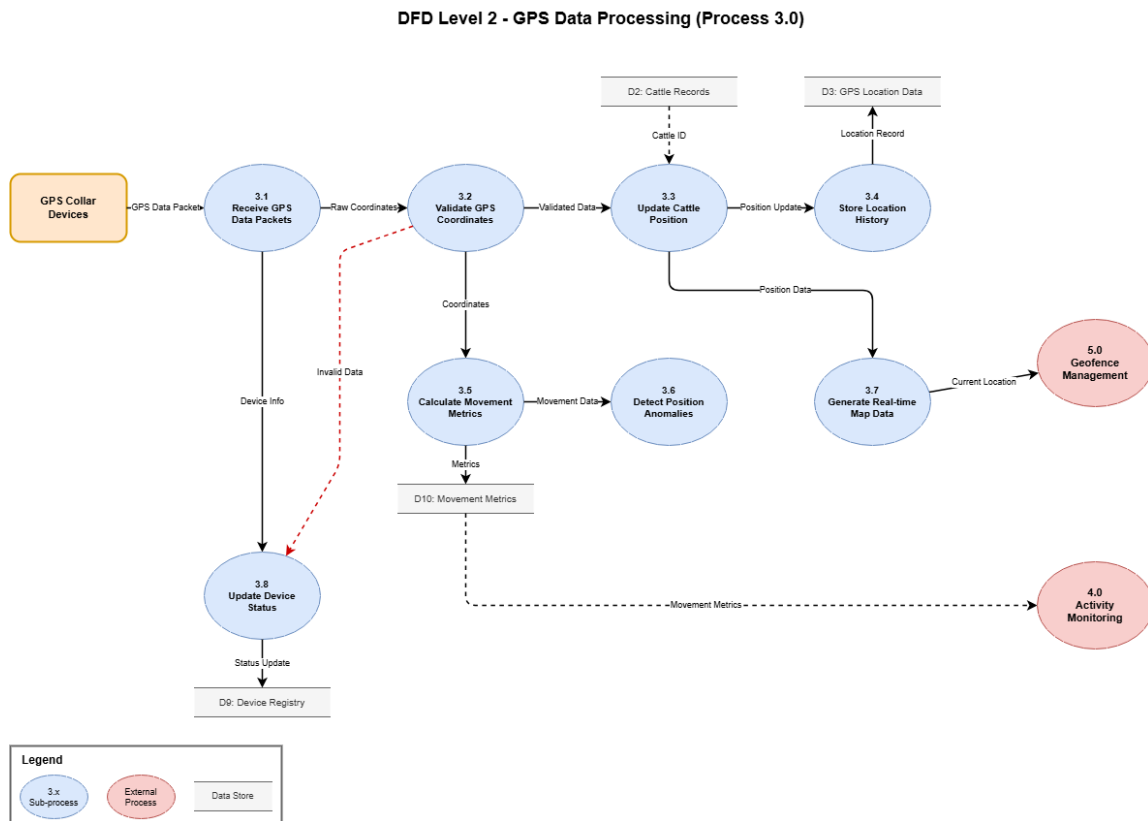 DFD Level 2 - GPS Data Processing (Process 3.0)
D2: Cattle Records
D3: GPS Location Data
Cattle ID
Location Record
GPS Collar
Devices
GPS Data Packet
3.1
Receive GPS
Data Packets
Raw Coordinates
3.2
Validate GPS
Coordinates
Validated Data
3.3
Update Cattle
Position
Position Update
3.4
Store Location
History
Position Data
Coordinates
Invalid Data
Device Info
3.5
Calculate Movement
Metrics
Movement Data
3.6
Detect Position
Anomalies
3.7
Generate Real-time
Map Data
Current Location
5.0
Geofence
Management
Metrics
D10: Movement Metrics
Movement Metrics
4.0
Activity
Monitoring
3.8
Update Device
Status
Status Update
D9: Device Registry
Legend
3.x
Sub-process
External
Process
Data Store